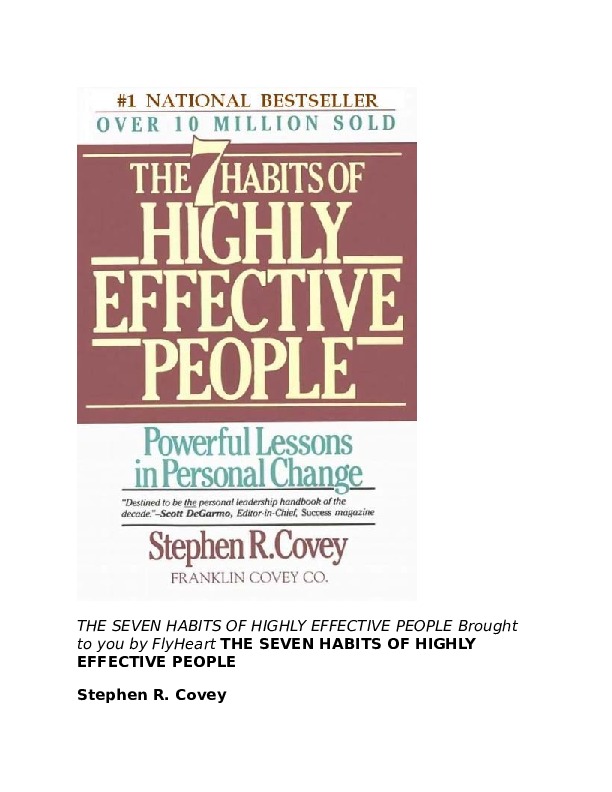 #1 NATIONAL BESTSELLER
OVER 10 MILLION SOLD
THE 7 HABITS OF
HIGHLY
EFFECTIVE
PEOPLE
Powerful Lessons
in Personal Change
"Destined to be the personal leadership handbook of the
decade."–Scott DeGarmo, Editor-in-Chief, Success magazine
Stephen R. Covey
FRANKLIN COVEY CO.
THE SEVEN HABITS OF HIGHLY EFFECTIVE PEOPLE Brought
to you by FlyHeart THE SEVEN HABITS OF HIGHLY
EFFECTIVE PEOPLE
Stephen R. Covey